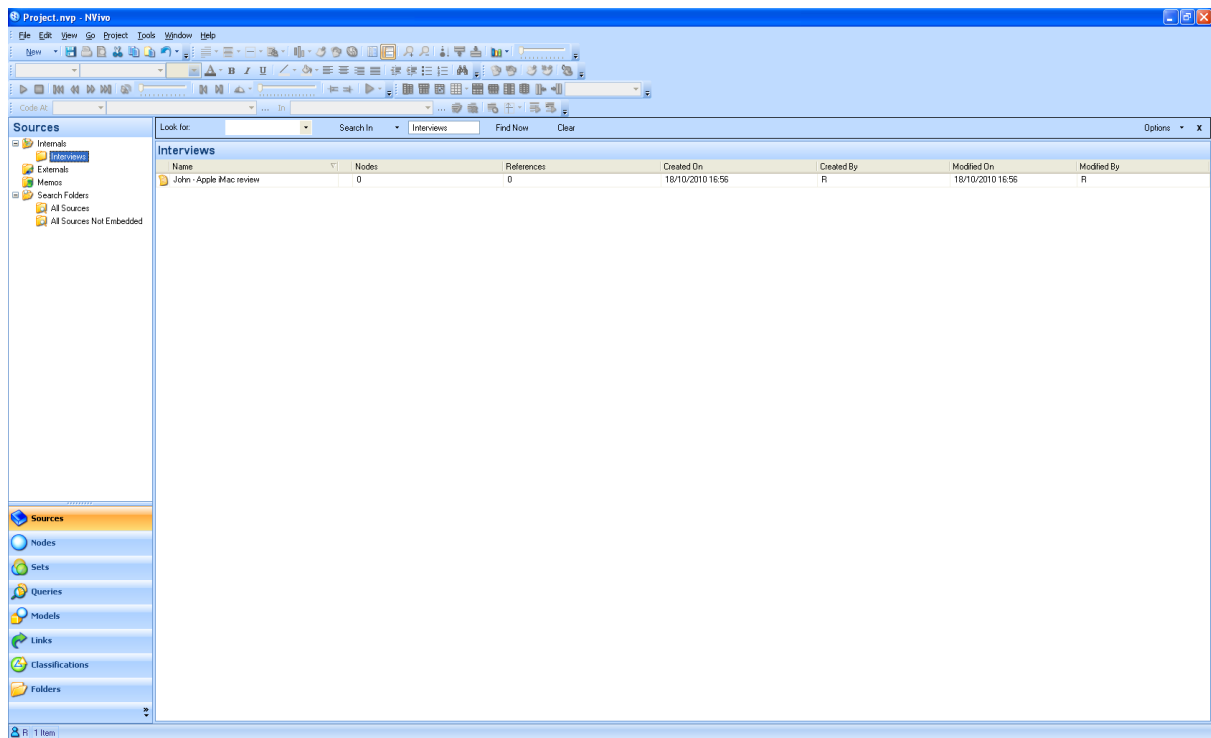 Project.nvp - NVivo
File Edit View Go Project Tools Window Help
New
A B I U
Code At ... In ...
Sources
Internals
Interviews
Externals
Memos
Search Folders
All Sources
All Sources Not Embedded
Look for: Search In Interviews Find Now Clear Options x
Interviews
Name Nodes References Created On Created By Modified On Modified By
John - Apple iMac review 0 0 18/10/2010 16:56 R 18/10/2010 16:56 R
Sources
Nodes
Sets
Queries
Models
Links
Classifications
Folders
R 1 Item